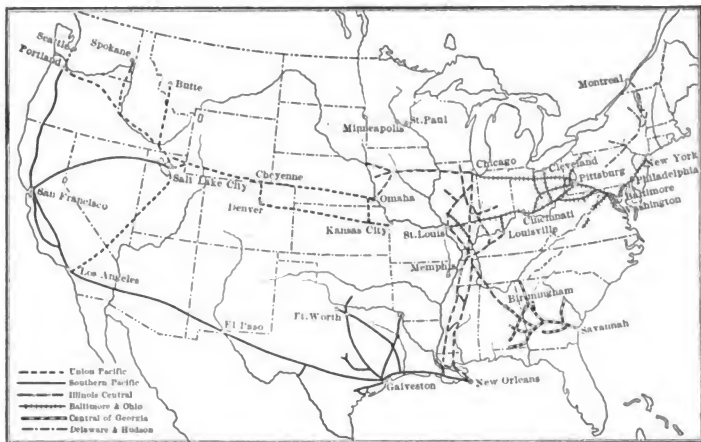 Seattle
Spokane
Portland
Butte
Montreal
St. Paul
Minneapolis
Chicago
Cleveland
Pittsburg
New York
Philadelphia
Baltimore
Washington
Cheyenne
Salt Lake City
Omaha
San Francisco
Denver
Kansas City
St. Louis
Cincinnati
Louisville
Memphis
Los Angeles
Birmingham
Savannah
Ft. Worth
El Paso
Galveston
New Orleans
Union Pacific
Southern Pacific
Illinois Central
Baltimore & Ohio
Central of Georgia
Delaware & Hudson